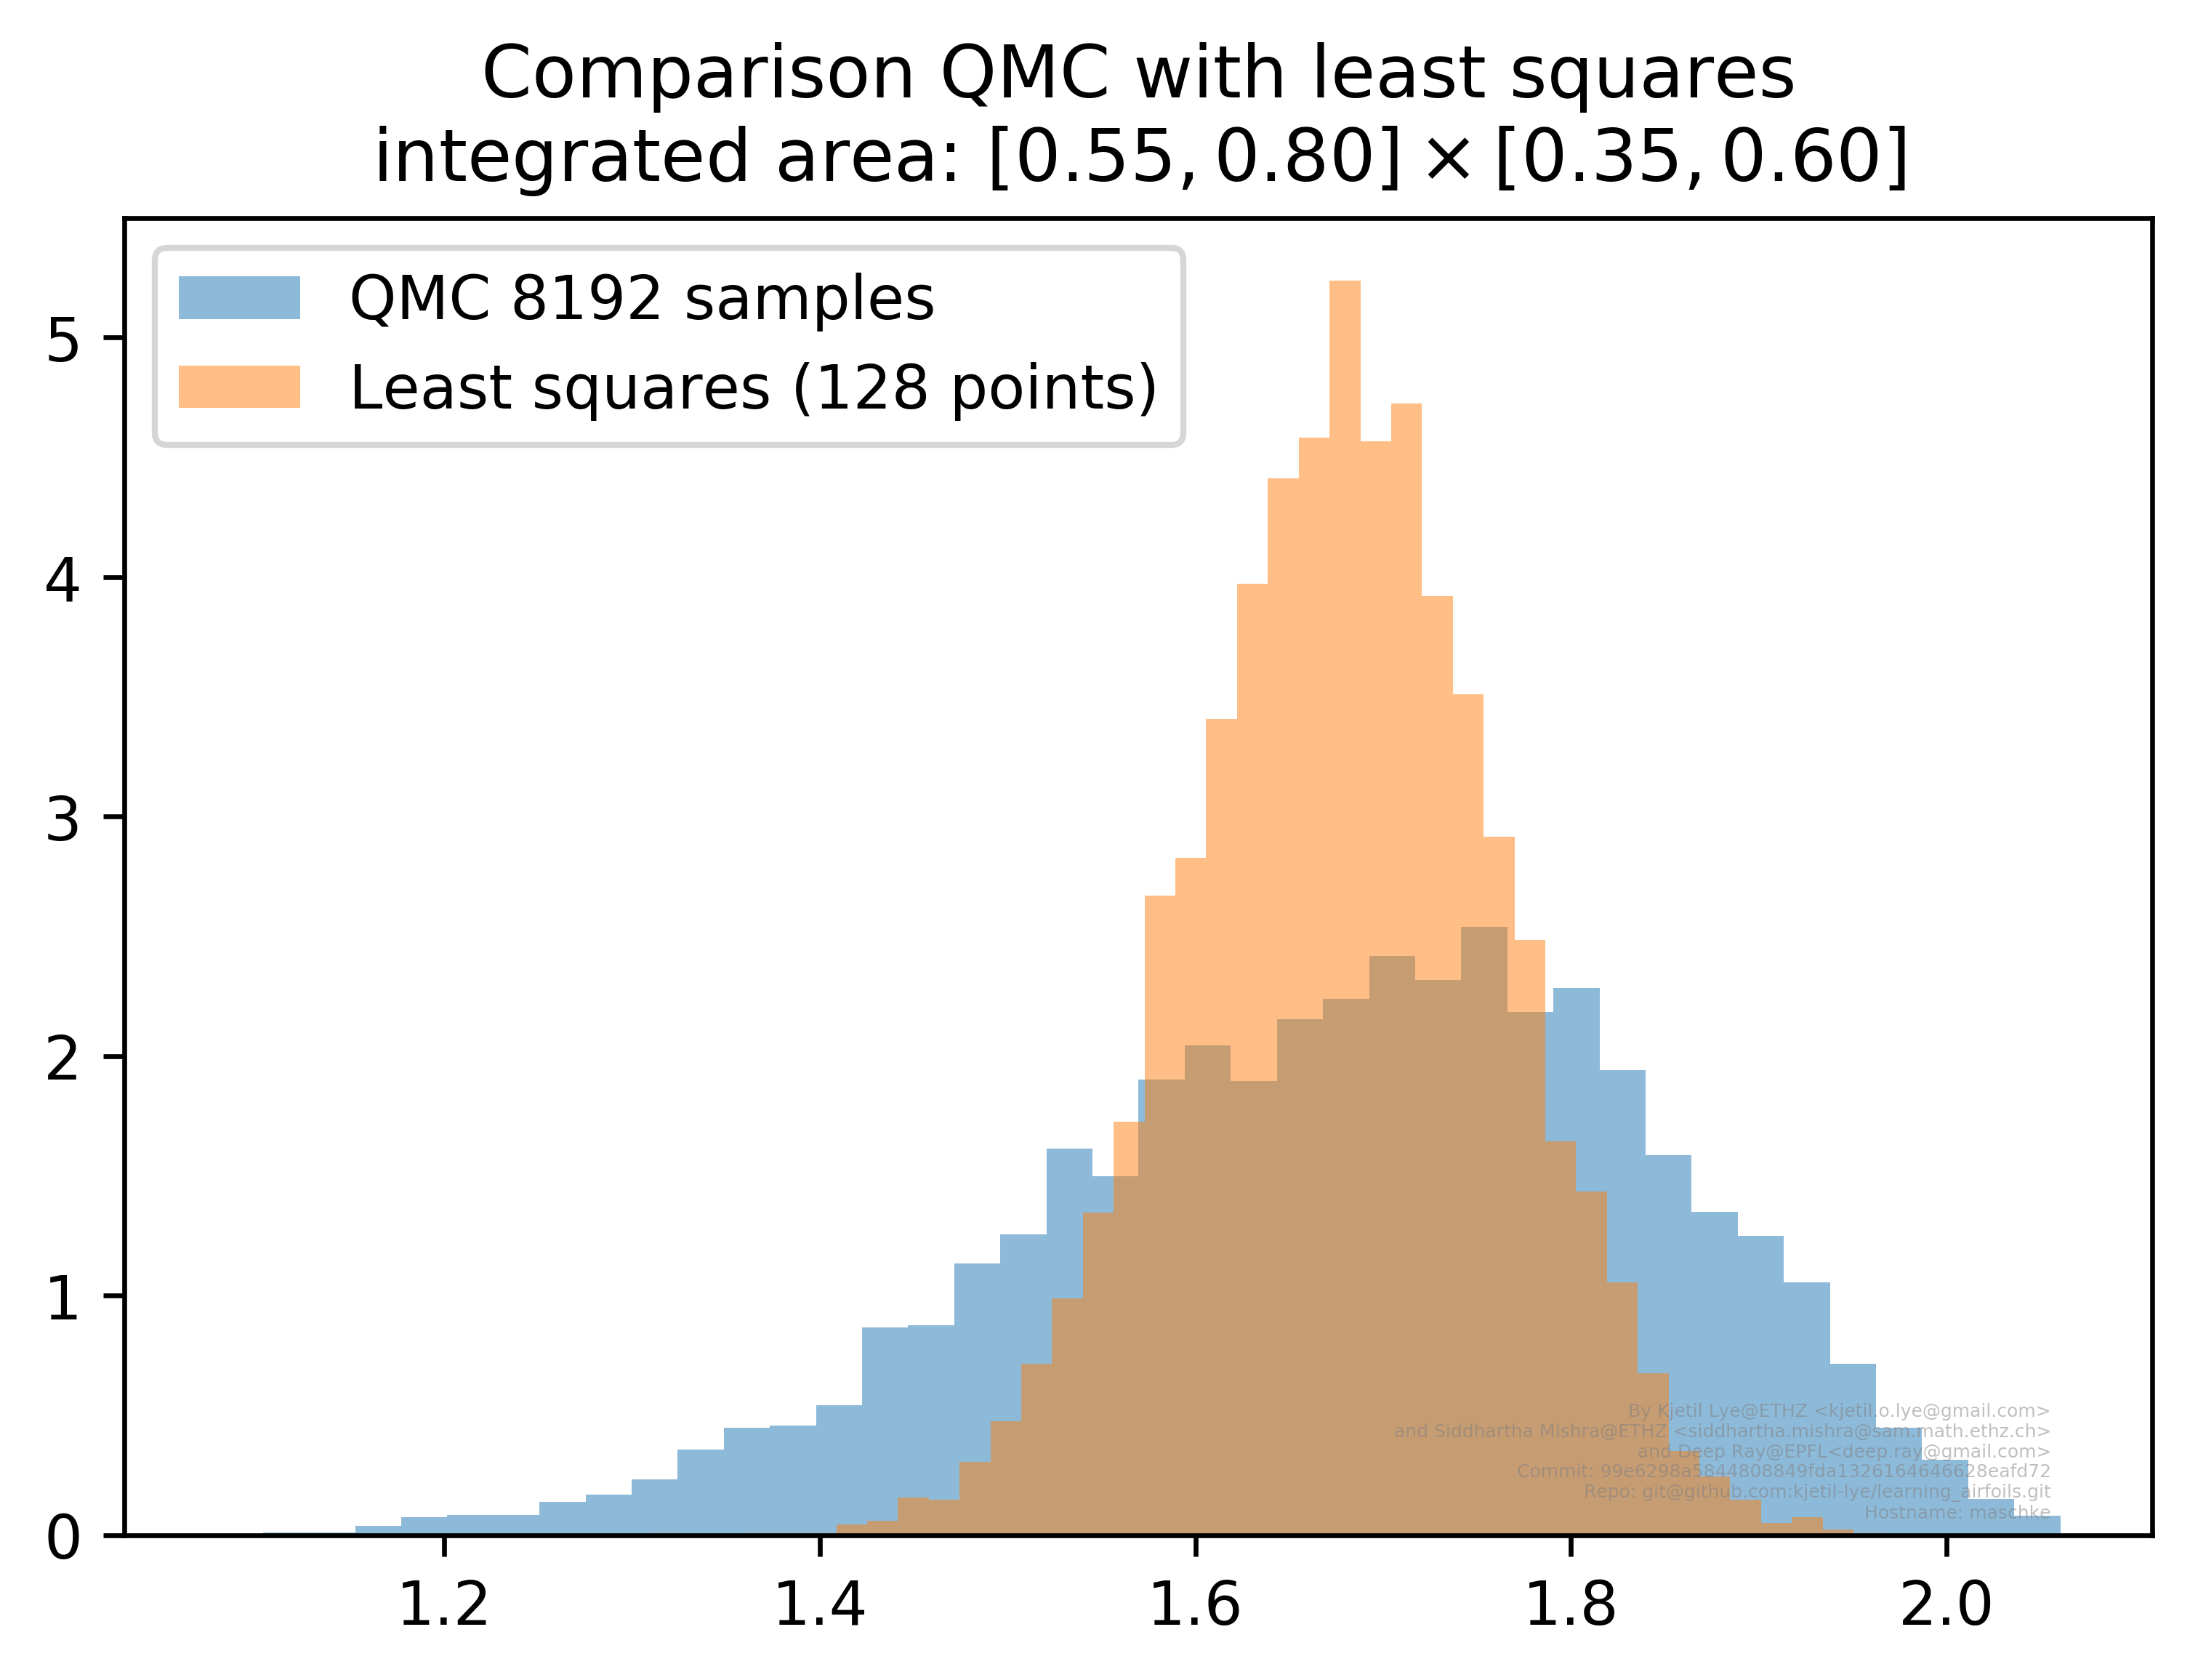 Comparison QMC with least squares
integrated area: [0.55, 0.80] × [0.35, 0.60]
QMC 8192 samples
Least squares (128 points)
5
4
3
2
1
0
1.2 1.4 1.6 1.8 2.0
By Kjetil Lye@ETHZ <kjetil.o.lye@gmail.com>
and Siddhartha Mishra@ETHZ <siddhartha.mishra@sam.math.ethz.ch>
and Deep Ray@EPFL<deep.ray@gmail.com>
Commit: 99e6298a5844808849fda1326164646628eafd72
Repo: git@github.com:kjetil-lye/learning_airfoils.git
Hostname: maschke